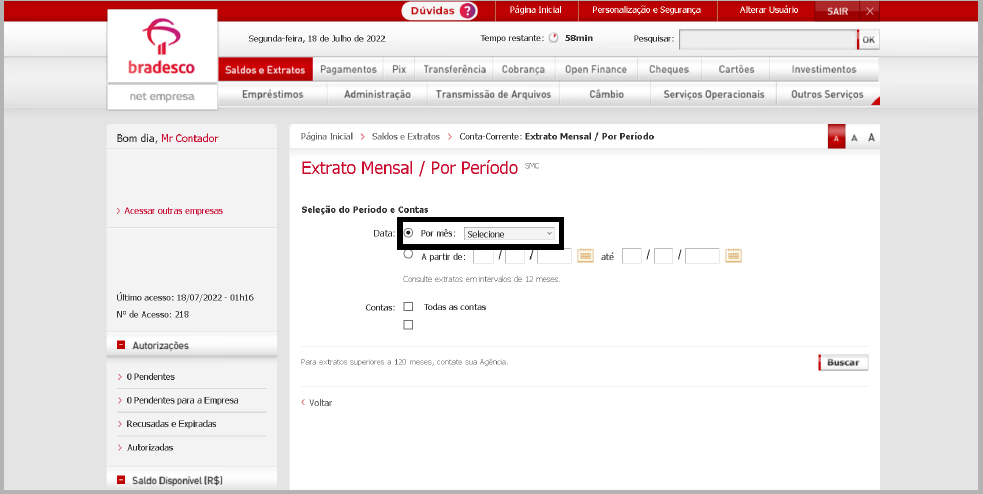 Dúvidas ? Página Inicial Personalização e Segurança Alterar Usuário SAIR X
Segunda-feira, 18 de Julho de 2022 Tempo restante: 58min Pesquisar: OK
bradesco
net empresa
Saldos e Extratos Pagamentos Pix Transferência Cobrança Open Finance Cheques Cartões Investimentos
Empréstimos Administração Transmissão de Arquivos Câmbio Serviços Operacionais Outros Serviços
Bom dia, Mr Contador
> Acessar outras empresas
Último acesso: 18/07/2022 - 01h16
Nº de Acesso: 218
Autorizações
> 0 Pendentes
> 0 Pendentes para a Empresa
> Recusadas e Expiradas
> Autorizadas
Saldo Disponível (R$)
Página Inicial > Saldos e Extratos > Conta-Corrente: Extrato Mensal / Por Período A A A
Extrato Mensal / Por Período SMC
Seleção do Período e Contas
Data: Por mês: Selecione
A partir de: / / até / /
Consulte extratos em intervalos de 12 meses.
Contas: Todas as contas
Para extratos superiores a 120 meses, contate sua Agência. Buscar
< Voltar